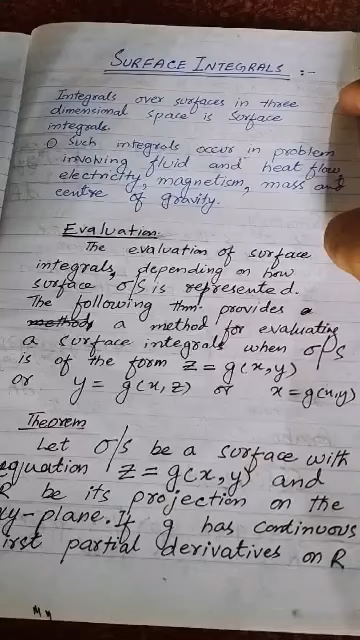 SURFACE INTEGRALS :-
Integrals over surfaces in three
dimensional space is Surface
integrals.
Such integrals occur in problem
involving fluid and heat flow,
electricity, magnetism, mass and
centre of gravity.
Evaluation
The evaluation of surface
integrals, depending on how
surface σ/s is represented.
The following thm provides
a method for evaluating
a surface integrals when σ/s
is of the form z = g(x,y)
or y = g(x,z) or x = g(x,y)
Theorem
Let σ/s be a surface with
equation z = g(x,y) and
R be its projection on the
xy-plane. If g has continuous
first partial derivatives on R